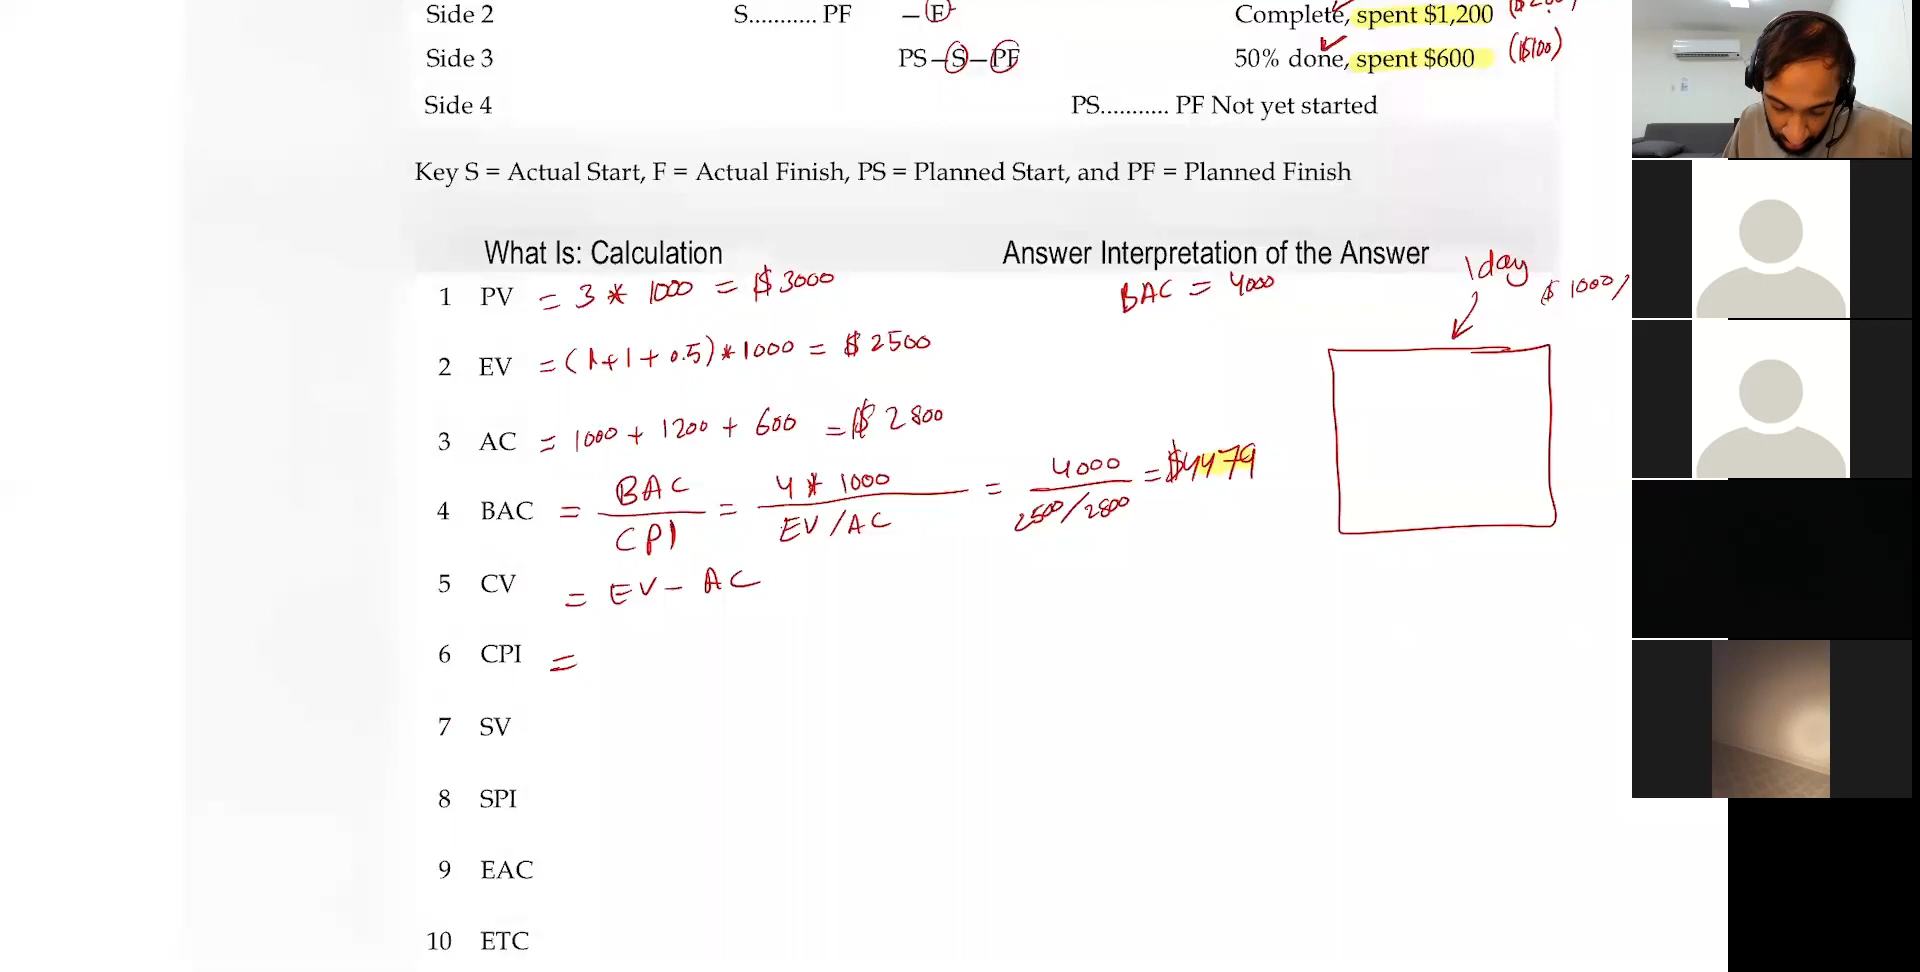 Side 2 S........... PF – F Complete, spent $1,200
Side 3 PS – S – PF 50% done, spent $600 ($100)
Side 4 PS........... PF Not yet started
Key S = Actual Start, F = Actual Finish, PS = Planned Start, and PF = Planned Finish
What Is: Calculation Answer Interpretation of the Answer
1 day
$ 1000/
BAC = 4000
1 PV = 3 * 1000 = $ 3000
2 EV = (1+1+0.5)*1000 = $ 2500
3 AC = 1000 + 1200 + 600 = $ 2800
4 BAC = BAC / CPI = 4 * 1000 / EV/AC = 4000 / 2500/2800 = $4479
5 CV = EV – AC
6 CPI =
7 SV
8 SPI
9 EAC
10 ETC